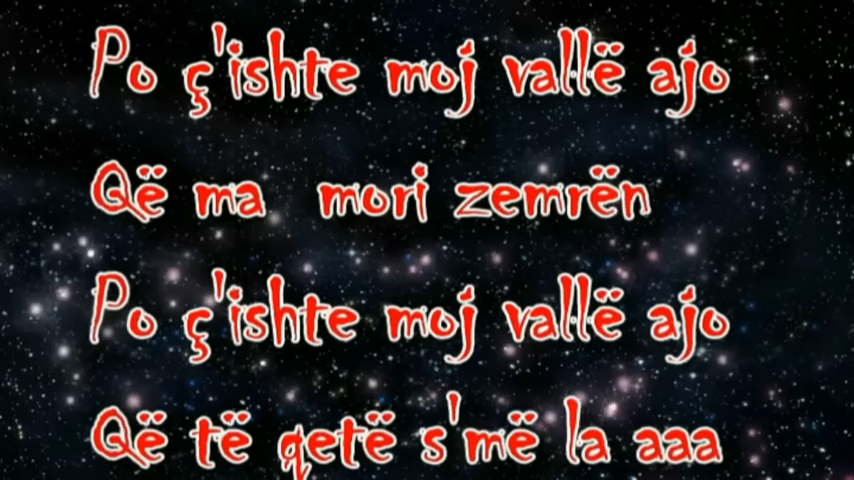 Po ç'ishte moj vallë ajo
Që ma mori zemrën
Po ç'ishte moj vallë ajo
Që të qetë s'më la aaa